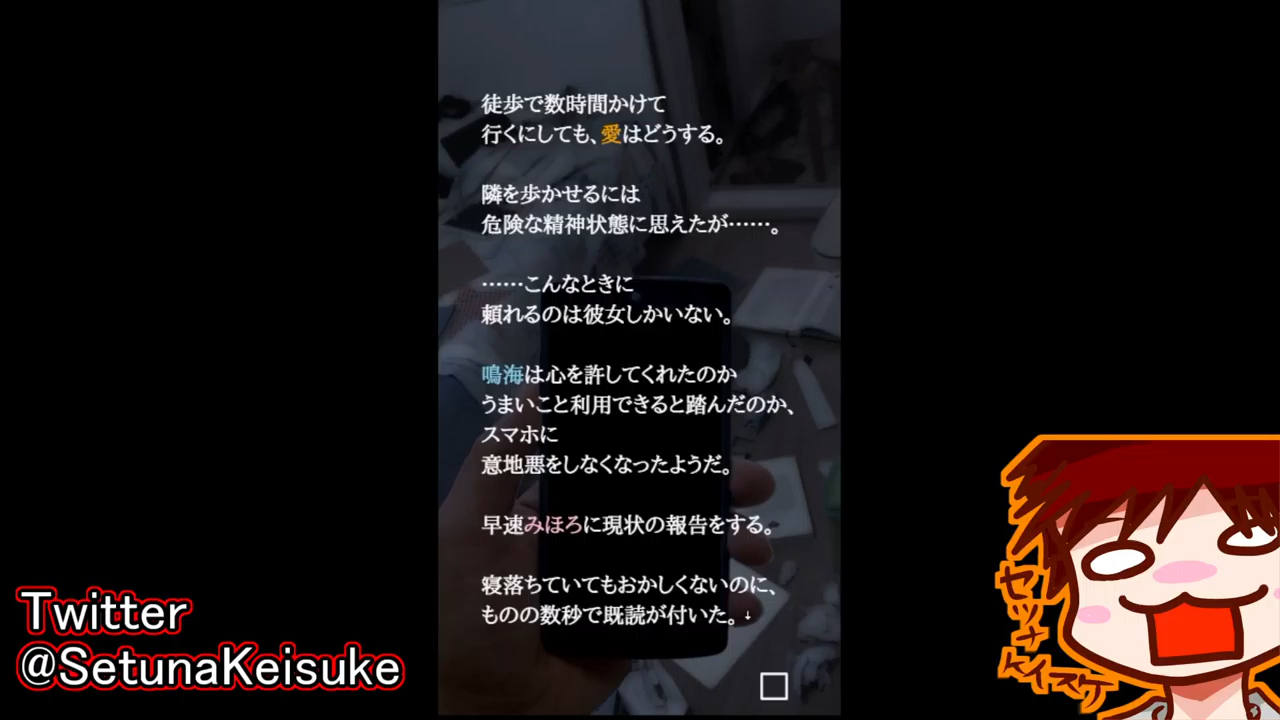 徒歩で数時間かけて
行くにしても、愛はどうする。
隣を歩かせるには
危険な精神状態に思えたが……。
……こんなときに
頼れるのは彼女しかいない。
鳴海は心を許してくれたのか
うまいこと利用できると踏んだのか、
スマホに
意地悪をしなくなったようだ。
早速みほろに現状の報告をする。
寝落ちていてもおかしくないのに、
ものの数秒で既読が付いた。↓
Twitter
@SetunaKeisuke
セツナ
ケイスケ